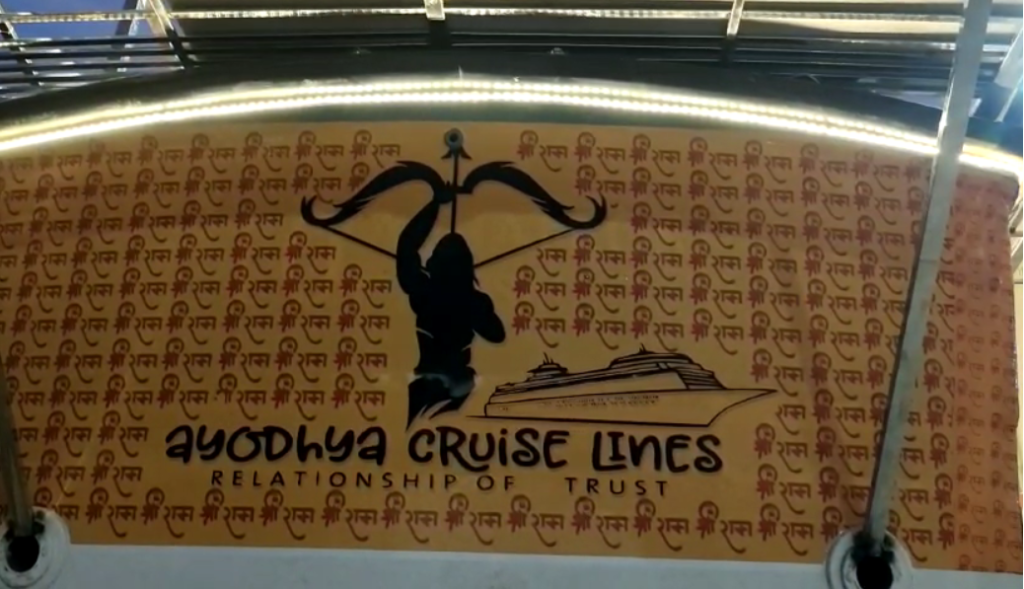 श्री राम
ayODhya CRUiSE LINES
RELATIONSHIP OF TRUST